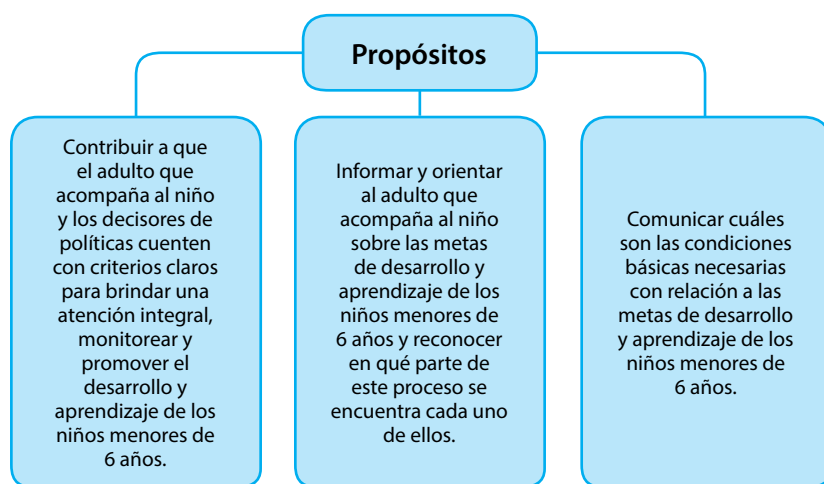 Propósitos
Contribuir a que
el adulto que
acompaña al niño
y los decisores de
políticas cuenten
con criterios claros
para brindar una
atención integral,
monitorear y
promover el
desarrollo y
aprendizaje de los
niños menores de
6 años.
Informar y orientar
al adulto que
acompaña al niño
sobre las metas
de desarrollo y
aprendizaje de los
niños menores de
6 años y reconocer
en qué parte de
este proceso se
encuentra cada uno
de ellos.
Comunicar cuáles
son las condiciones
básicas necesarias
con relación a las
metas de desarrollo
y aprendizaje de los
niños menores de
6 años.